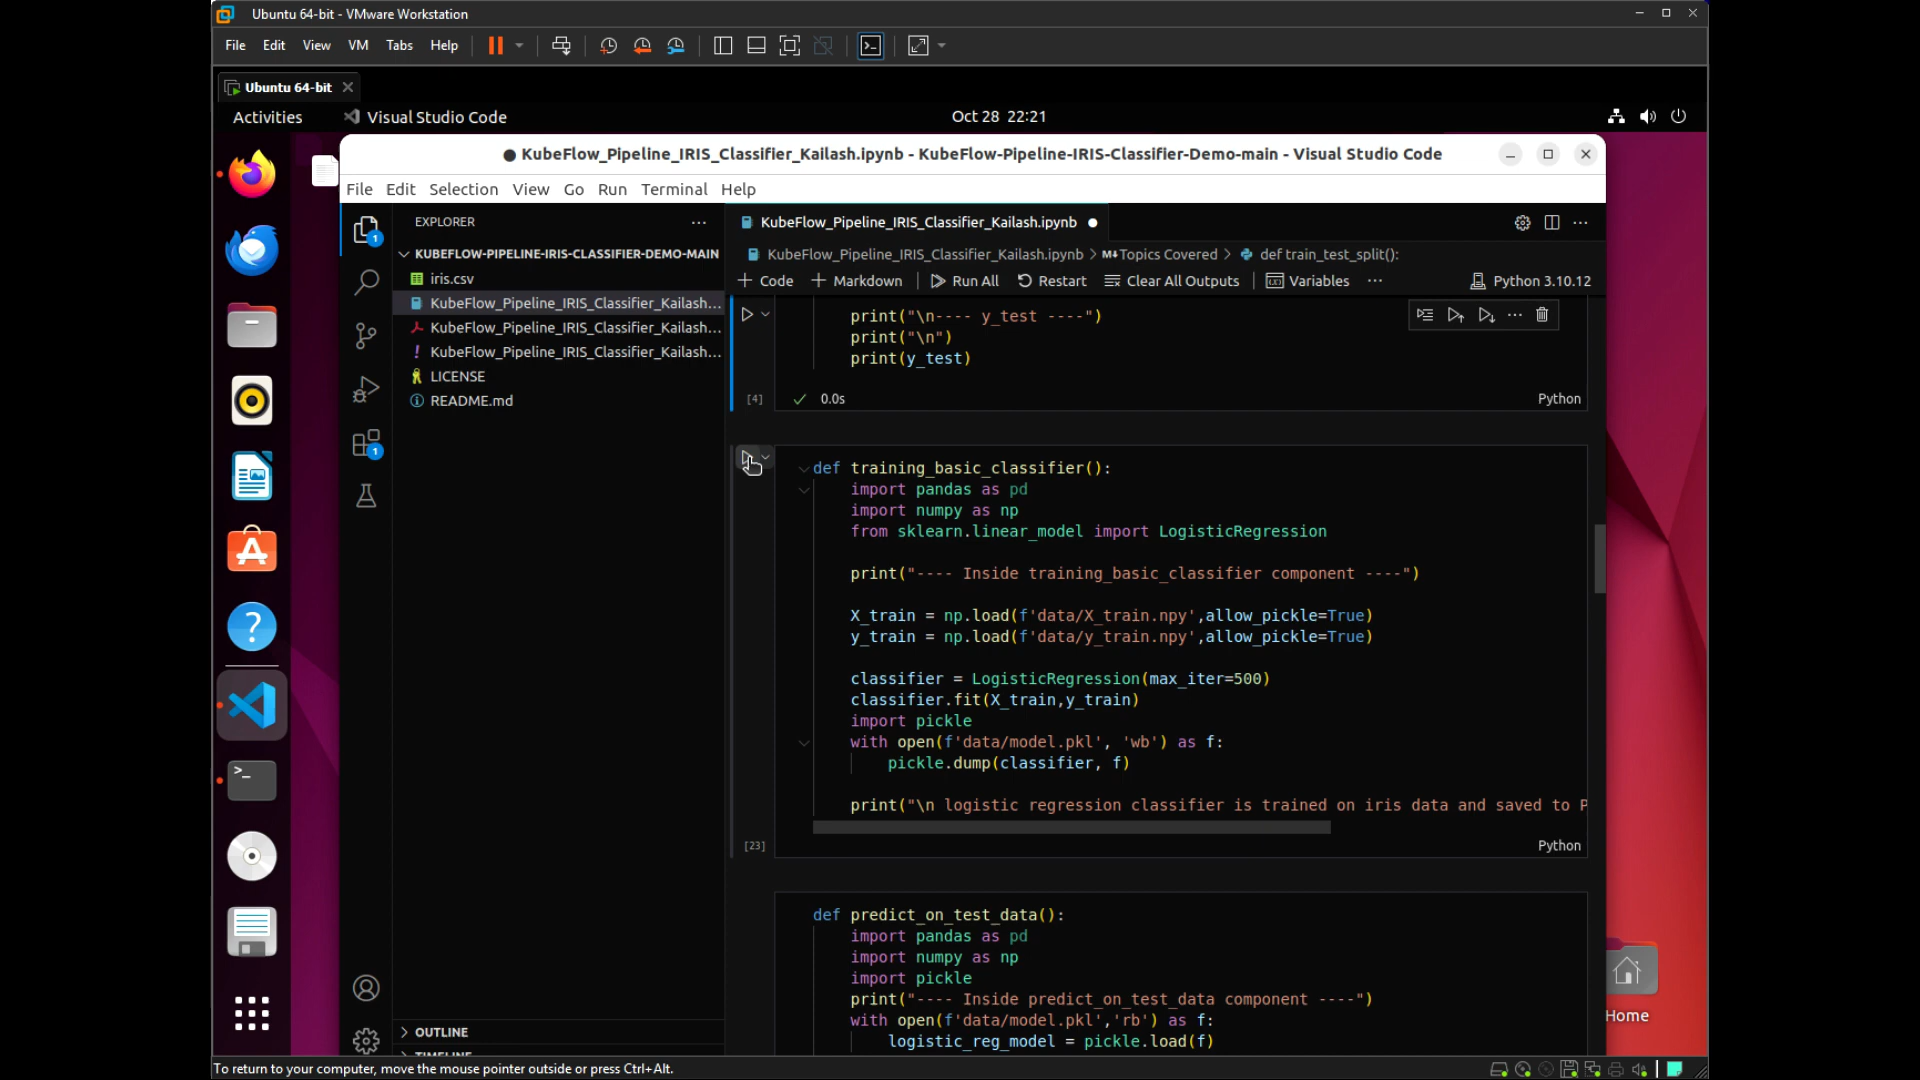 Ubuntu 64-bit - VMware Workstation
File Edit View VM Tabs Help
Ubuntu 64-bit
Activities Visual Studio Code Oct 28 22:21
● KubeFlow_Pipeline_IRIS_Classifier_Kailash.ipynb - KubeFlow-Pipeline-IRIS-Classifier-Demo-main - Visual Studio Code
File Edit Selection View Go Run Terminal Help
EXPLORER
KUBEFLOW-PIPELINE-IRIS-CLASSIFIER-DEMO-MAIN
iris.csv
KubeFlow_Pipeline_IRIS_Classifier_Kailash...
KubeFlow_Pipeline_IRIS_Classifier_Kailash...
! KubeFlow_Pipeline_IRIS_Classifier_Kailash...
LICENSE
README.md
1
1
OUTLINE
KubeFlow_Pipeline_IRIS_Classifier_Kailash.ipynb ●
KubeFlow_Pipeline_IRIS_Classifier_Kailash.ipynb > M↓Topics Covered > def train_test_split():
+ Code + Markdown Run All Restart Clear All Outputs Variables ... Python 3.10.12
print("\n---- y_test ----")
print("\n")
print(y_test)
[4] ✓ 0.0s Python
def training_basic_classifier():
import pandas as pd
import numpy as np
from sklearn.linear_model import LogisticRegression
print("---- Inside training_basic_classifier component ----")
X_train = np.load(f'data/X_train.npy',allow_pickle=True)
y_train = np.load(f'data/y_train.npy',allow_pickle=True)
classifier = LogisticRegression(max_iter=500)
classifier.fit(X_train,y_train)
import pickle
with open(f'data/model.pkl', 'wb') as f:
pickle.dump(classifier, f)
print("\n logistic regression classifier is trained on iris data and saved to P
[23] Python
def predict_on_test_data():
import pandas as pd
import numpy as np
import pickle
print("---- Inside predict_on_test_data component ----")
with open(f'data/model.pkl','rb') as f:
logistic_reg_model = pickle.load(f)
Home
To return to your computer, move the mouse pointer outside or press Ctrl+Alt.